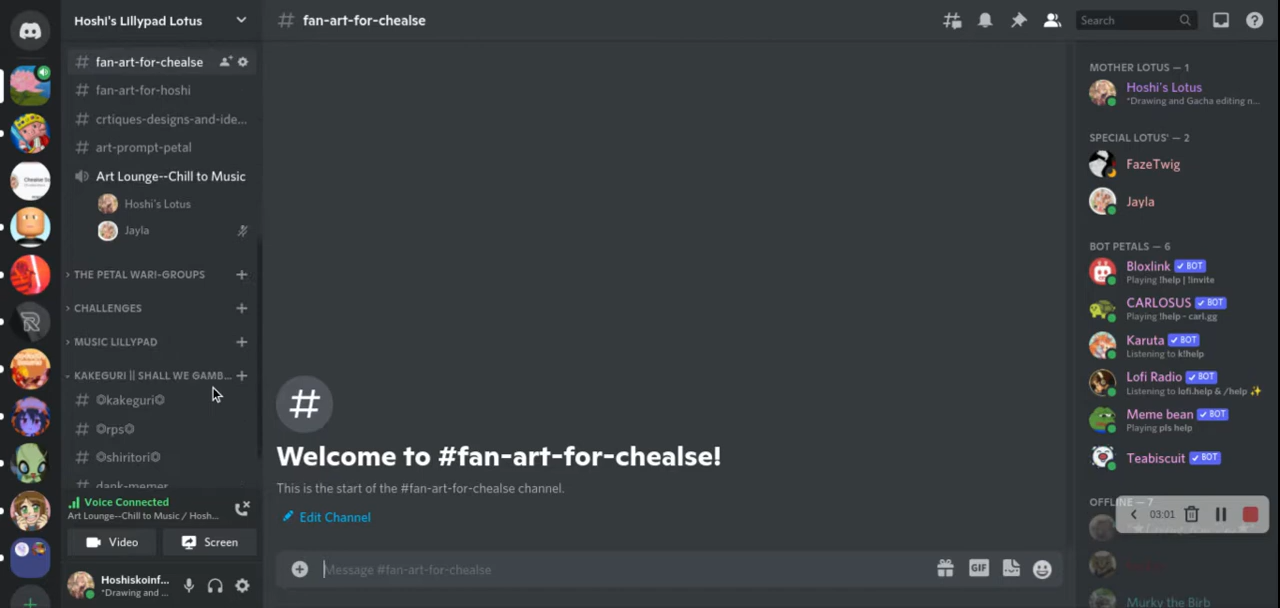 Hoshi's Lillypad Lotus
fan-art-for-chealse
fan-art-for-hoshi
crtiques-designs-and-ide...
art-prompt-petal
Art Lounge--Chill to Music
Hoshi's Lotus
Jayla
THE PETAL WAR!-GROUPS
CHALLENGES
MUSIC LILLYPAD
KAKEGURI || SHALL WE GAMB...
◎kakeguri◎
◎rps◎
◎shiritori◎
dank-memer
Voice Connected
Art Lounge--Chill to Music / Hosh...
Video Screen
Hoshiskoinf...
*Drawing and ...
# fan-art-for-chealse
Search
Welcome to #fan-art-for-chealse!
This is the start of the #fan-art-for-chealse channel.
Edit Channel
Message #fan-art-for-chealse
GIF
MOTHER LOTUS — 1
Hoshi's Lotus
*Drawing and Gacha editing n...
SPECIAL LOTUS' — 2
FazeTwig
Jayla
BOT PETALS — 6
Bloxlink ✓ BOT
Playing !help | !invite
CARLOSUS ✓ BOT
Playing !help - carl.gg
Karuta ✓ BOT
Listening to k!help
Lofi Radio ✓ BOT
Listening to lofi.help & /help ✨
Meme bean ✓ BOT
Playing pls help
Teabiscuit ✓ BOT
OFFLINE — 7
03:01
Murky the Birb